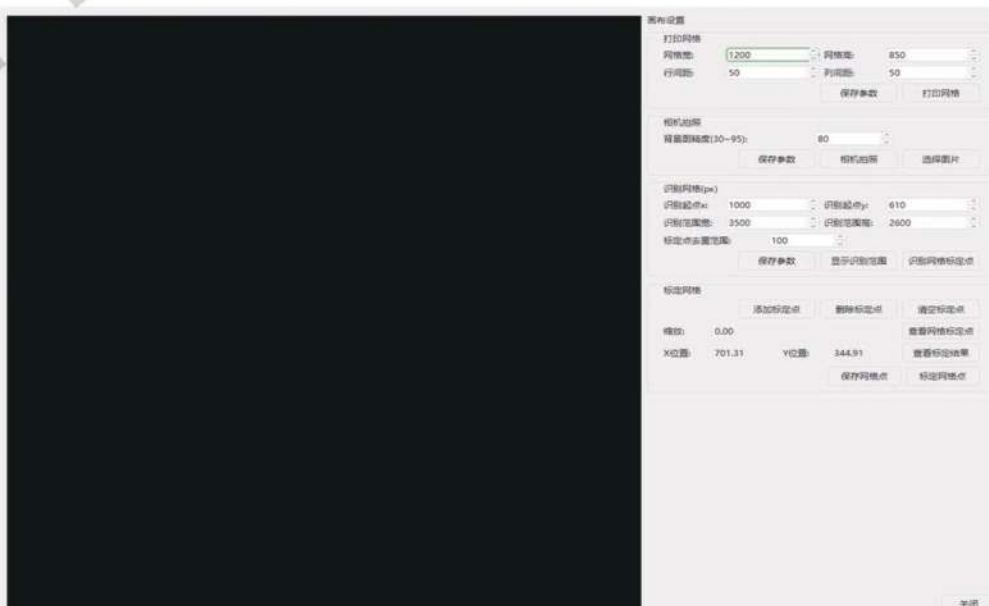 画布设置
打印网格
网格宽: 1200 网格高: 850
行间距: 50 列间距: 50
保存参数 打印网格
相机拍照
背景剔除度(30~95): 80
保存参数 相机拍照 选择图片
识别网格(px)
识别起点x: 1000 识别起点y: 610
识别范围宽: 3500 识别范围高: 2600
标定点去重范围: 100
保存参数 显示识别范围 识别网格标定点
标定网格
添加标定点 删除标定点 清空标定点
缩放: 0.00 查看网格标定点
X位置: 701.31 Y位置: 344.91 查看标定结果
保存网格点 标定网格点
关闭